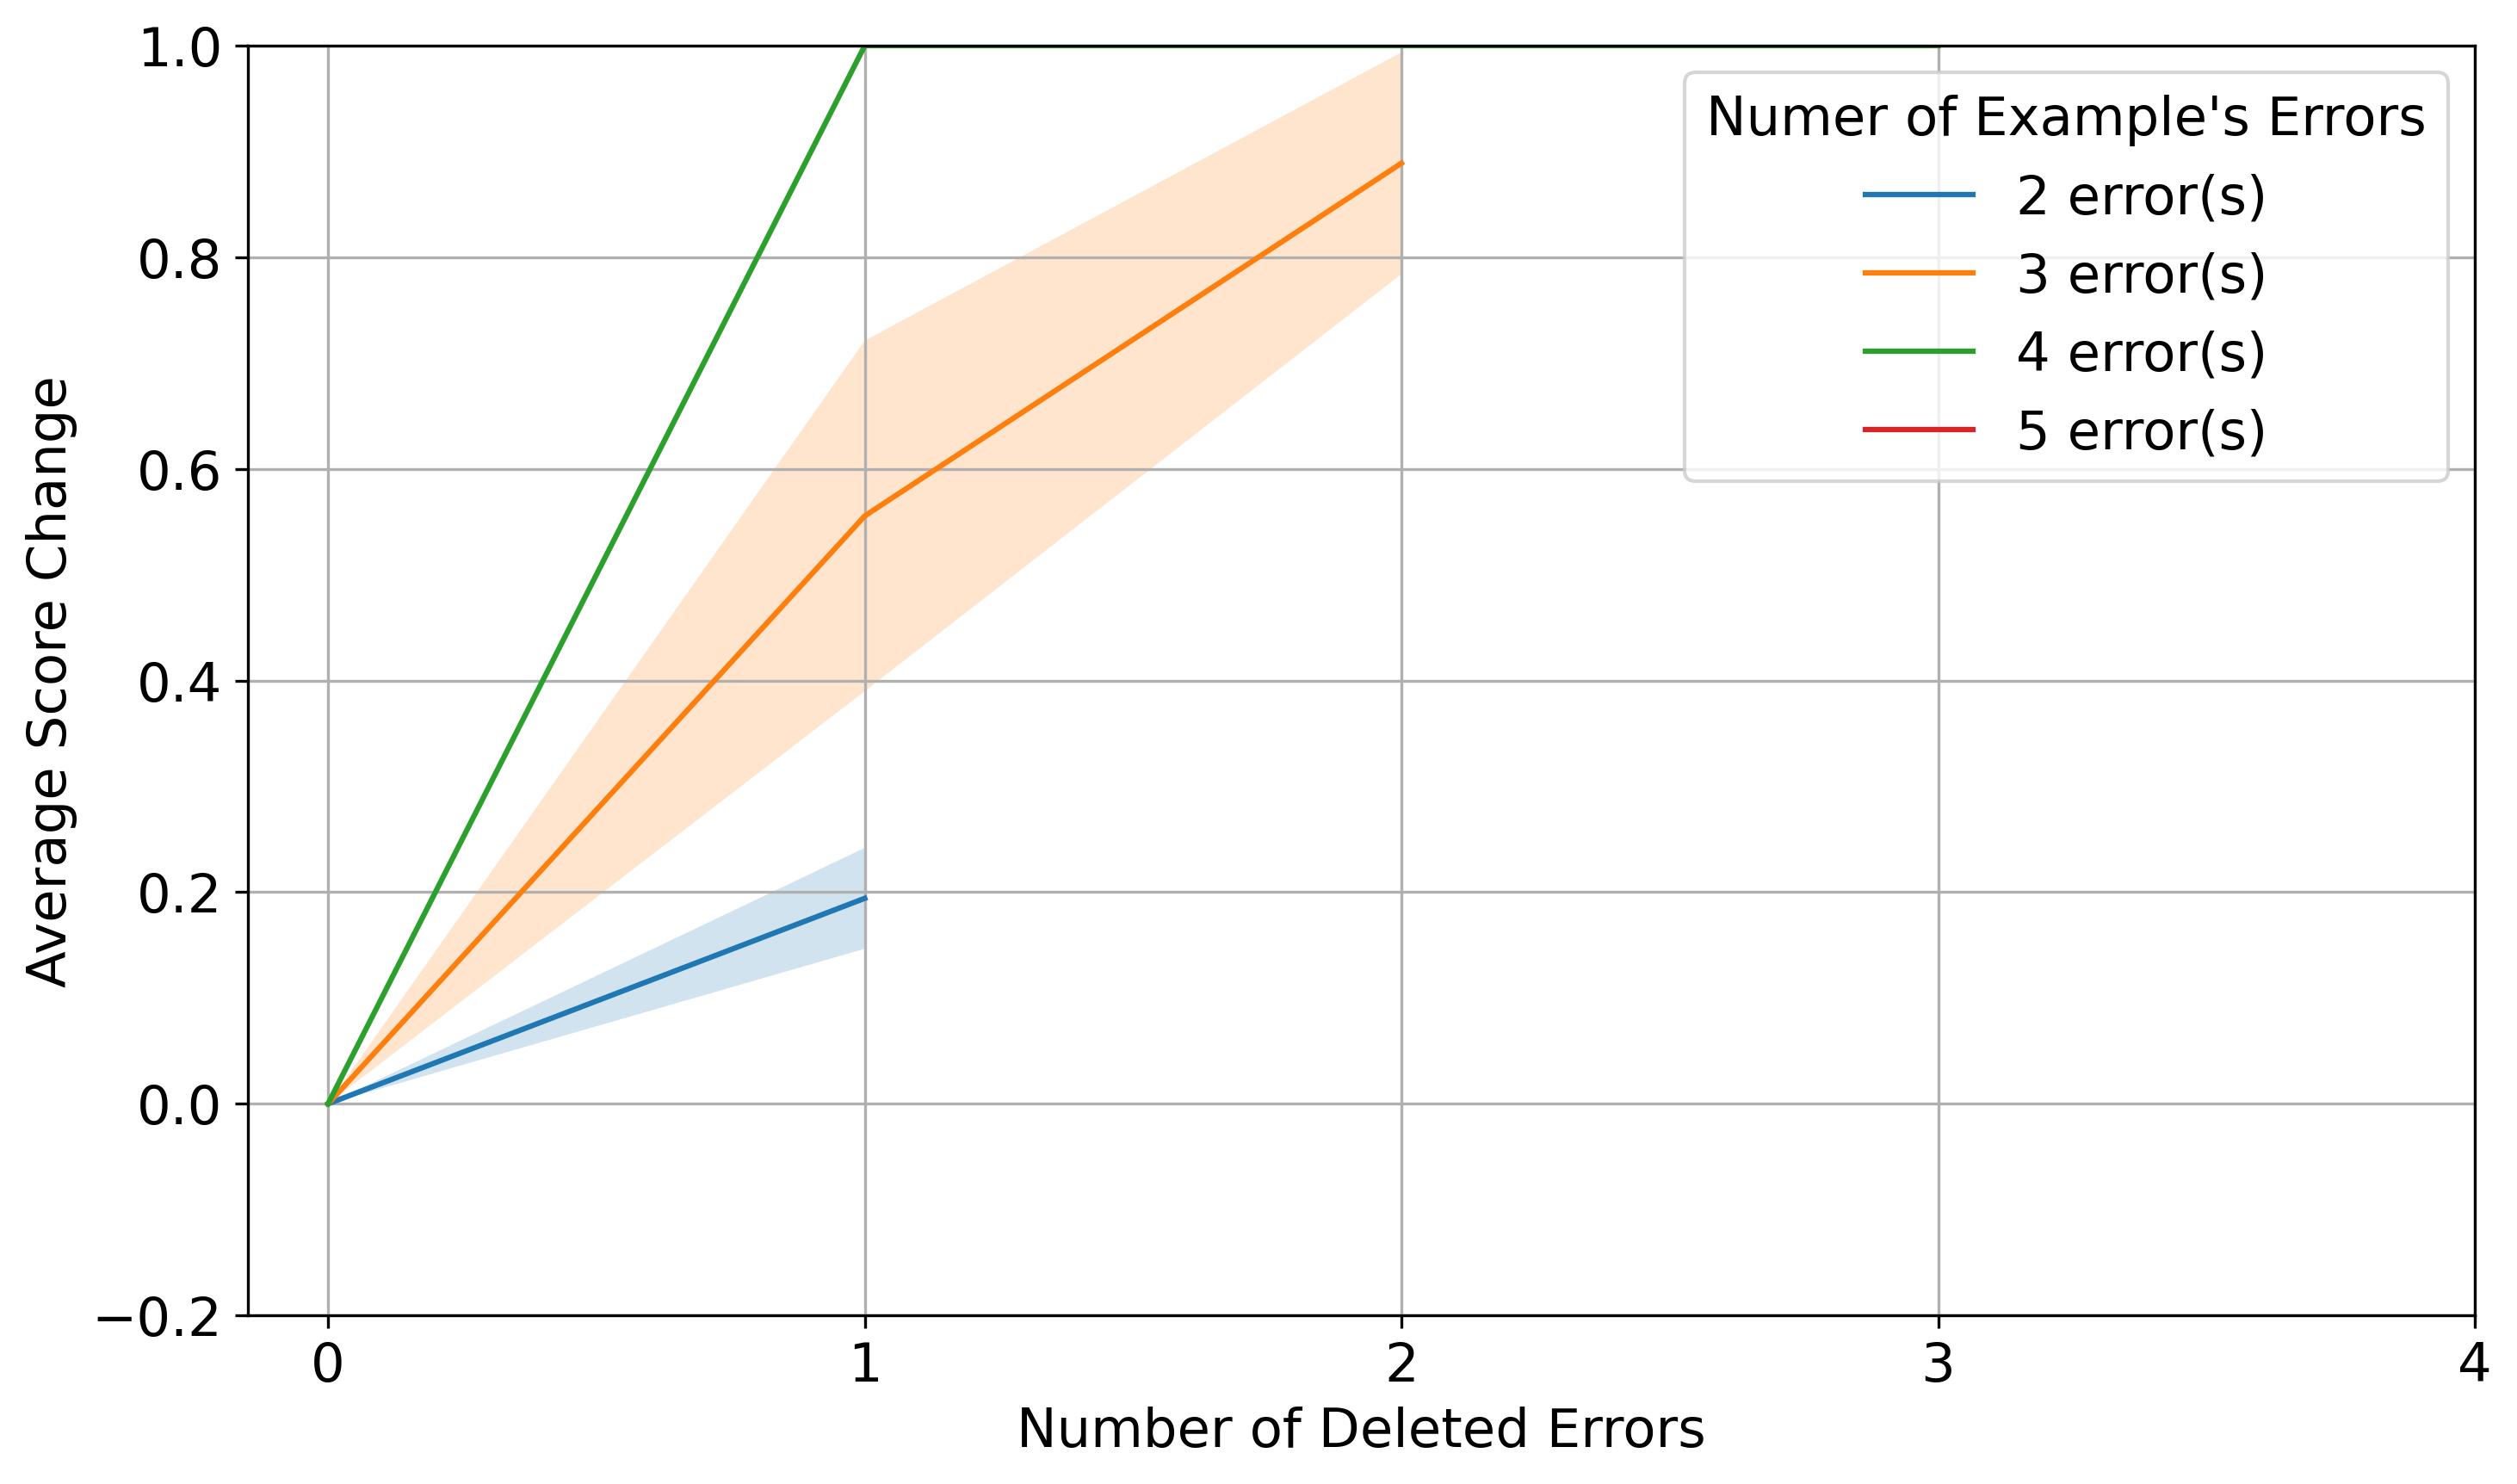 1.0
0.8
0.6
0.4
0.2
0.0
−0.2
Average Score Change
Numer of Example's Errors
2 error(s)
3 error(s)
4 error(s)
5 error(s)
0 1 2 3 4
Number of Deleted Errors